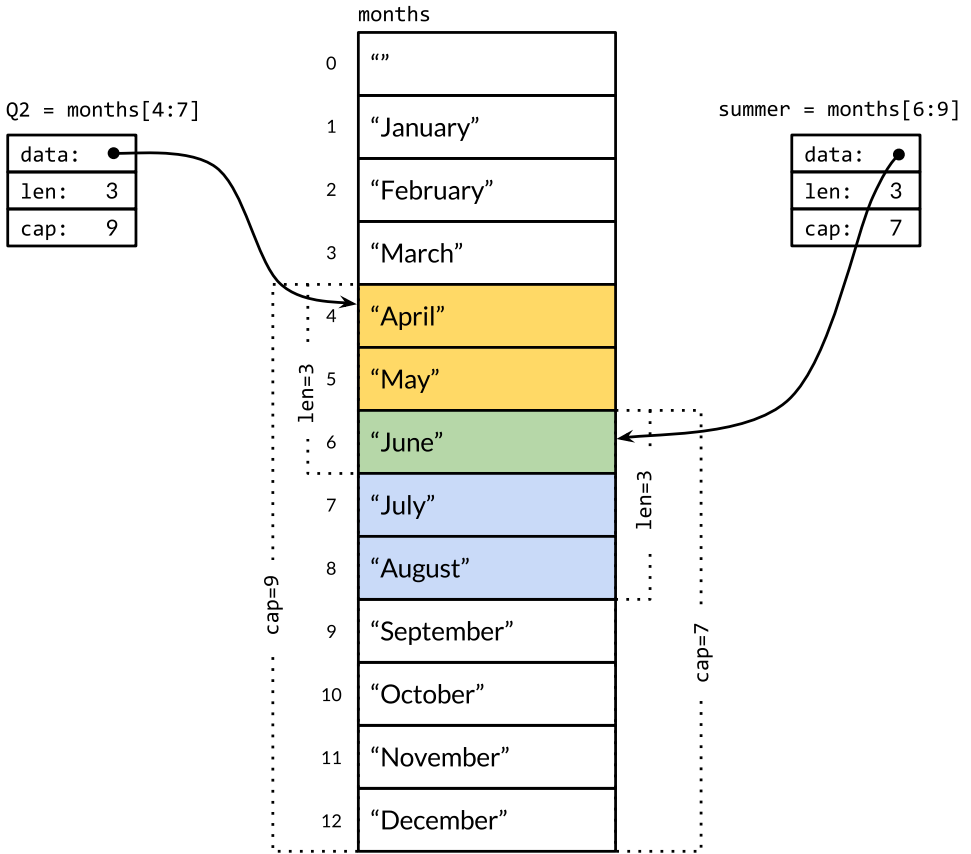 months
0 “”
Q2 = months[4:7]
data:
len: 3
cap: 9
summer = months[6:9]
data:
len: 3
cap: 7
1 “January”
2 “February”
3 “March”
4 “April”
5 “May”
6 “June”
7 “July”
8 “August”
9 “September”
10 “October”
11 “November”
12 “December”
len=3
cap=9
len=3
cap=7